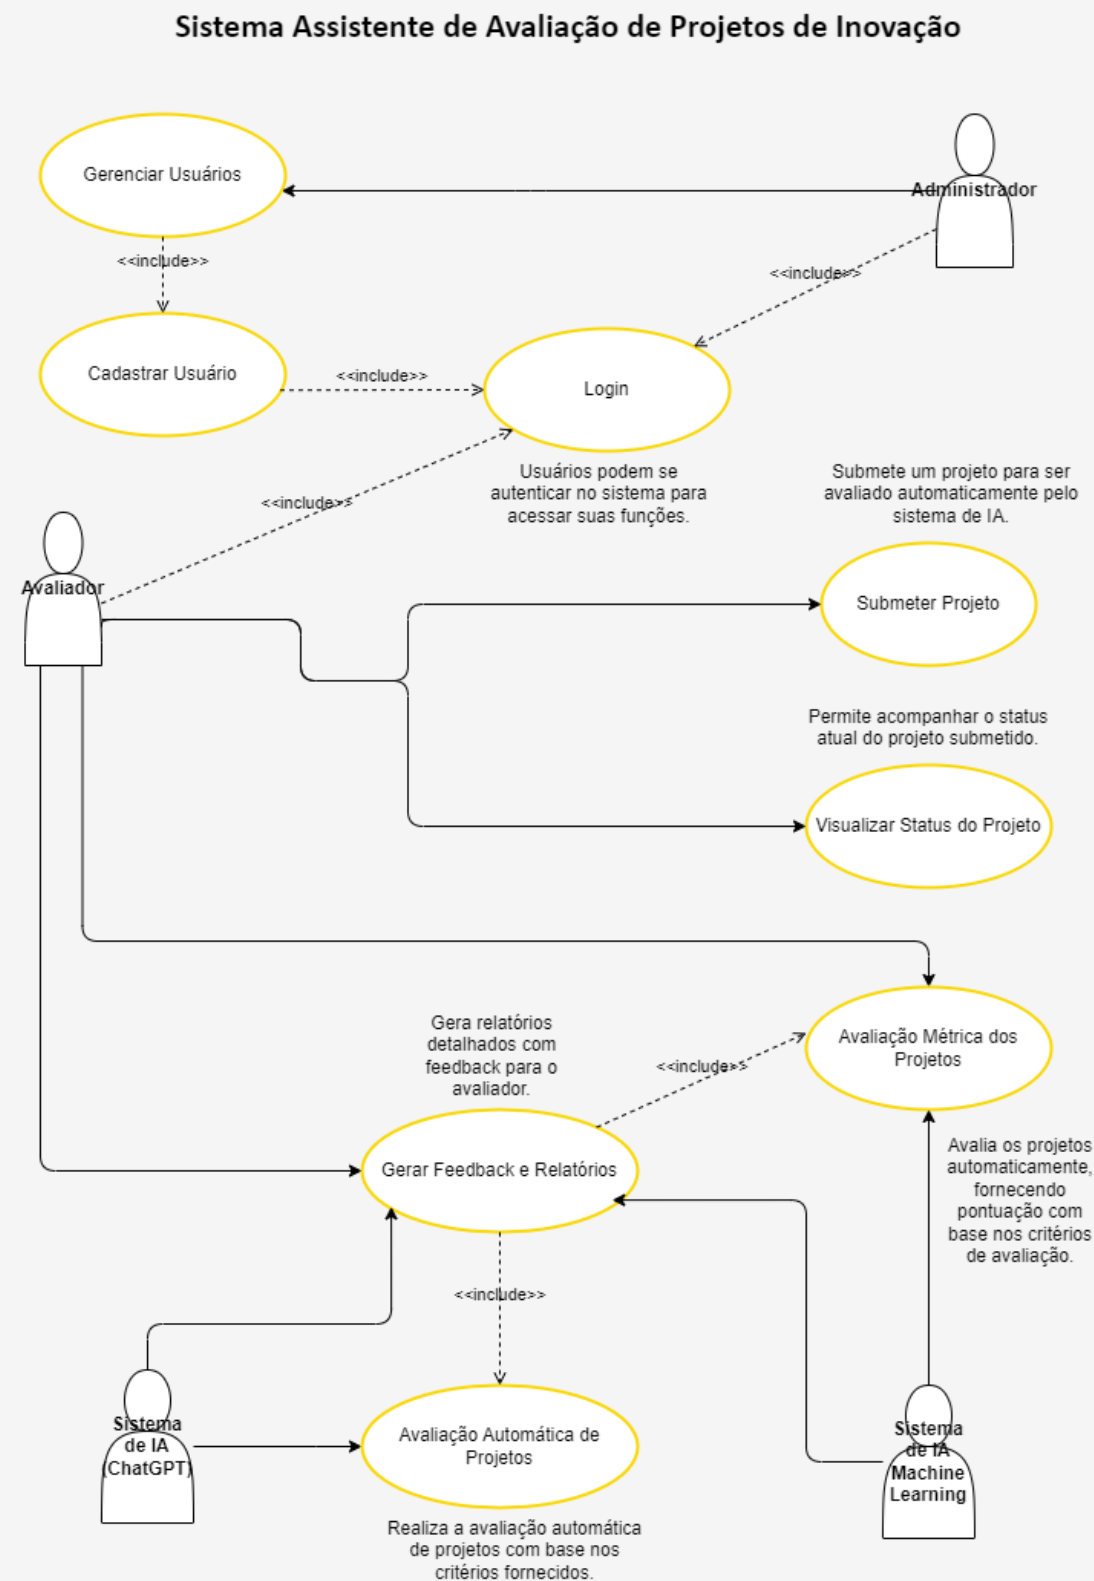 Sistema Assistente de Avaliação de Projetos de Inovação
Gerenciar Usuários
Administrador
<<include>>
<<include>>
Cadastrar Usuário
<<include>>
Login
<<include>>
Usuários podem se
autenticar no sistema para
acessar suas funções.
Submete um projeto para ser
avaliado automaticamente pelo
sistema de IA.
Avaliador
Submeter Projeto
Permite acompanhar o status
atual do projeto submetido.
Visualizar Status do Projeto
Gera relatórios
detalhados com
feedback para o
avaliador.
<<include>>
Avaliação Métrica dos
Projetos
Gerar Feedback e Relatórios
Avalia os projetos
automaticamente,
fornecendo
pontuação com
base nos critérios
de avaliação.
<<include>>
Sistema
de IA
(ChatGPT)
Avaliação Automática de
Projetos
Sistema
de IA
Machine
Learning
Realiza a avaliação automática
de projetos com base nos
critérios fornecidos.